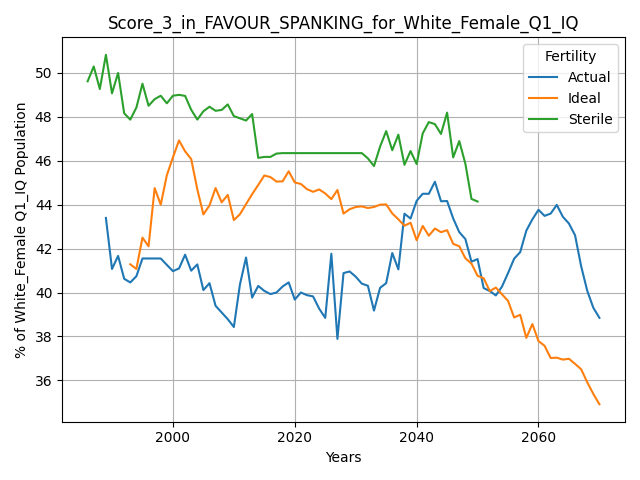 Score_3_in_FAVOUR_SPANKING_for_White_Female_Q1_IQ
Fertility
Actual
Ideal
Sterile
% of White_Female Q1_IQ Population
50
48
46
44
42
40
38
36
2000
2020
2040
2060
Years